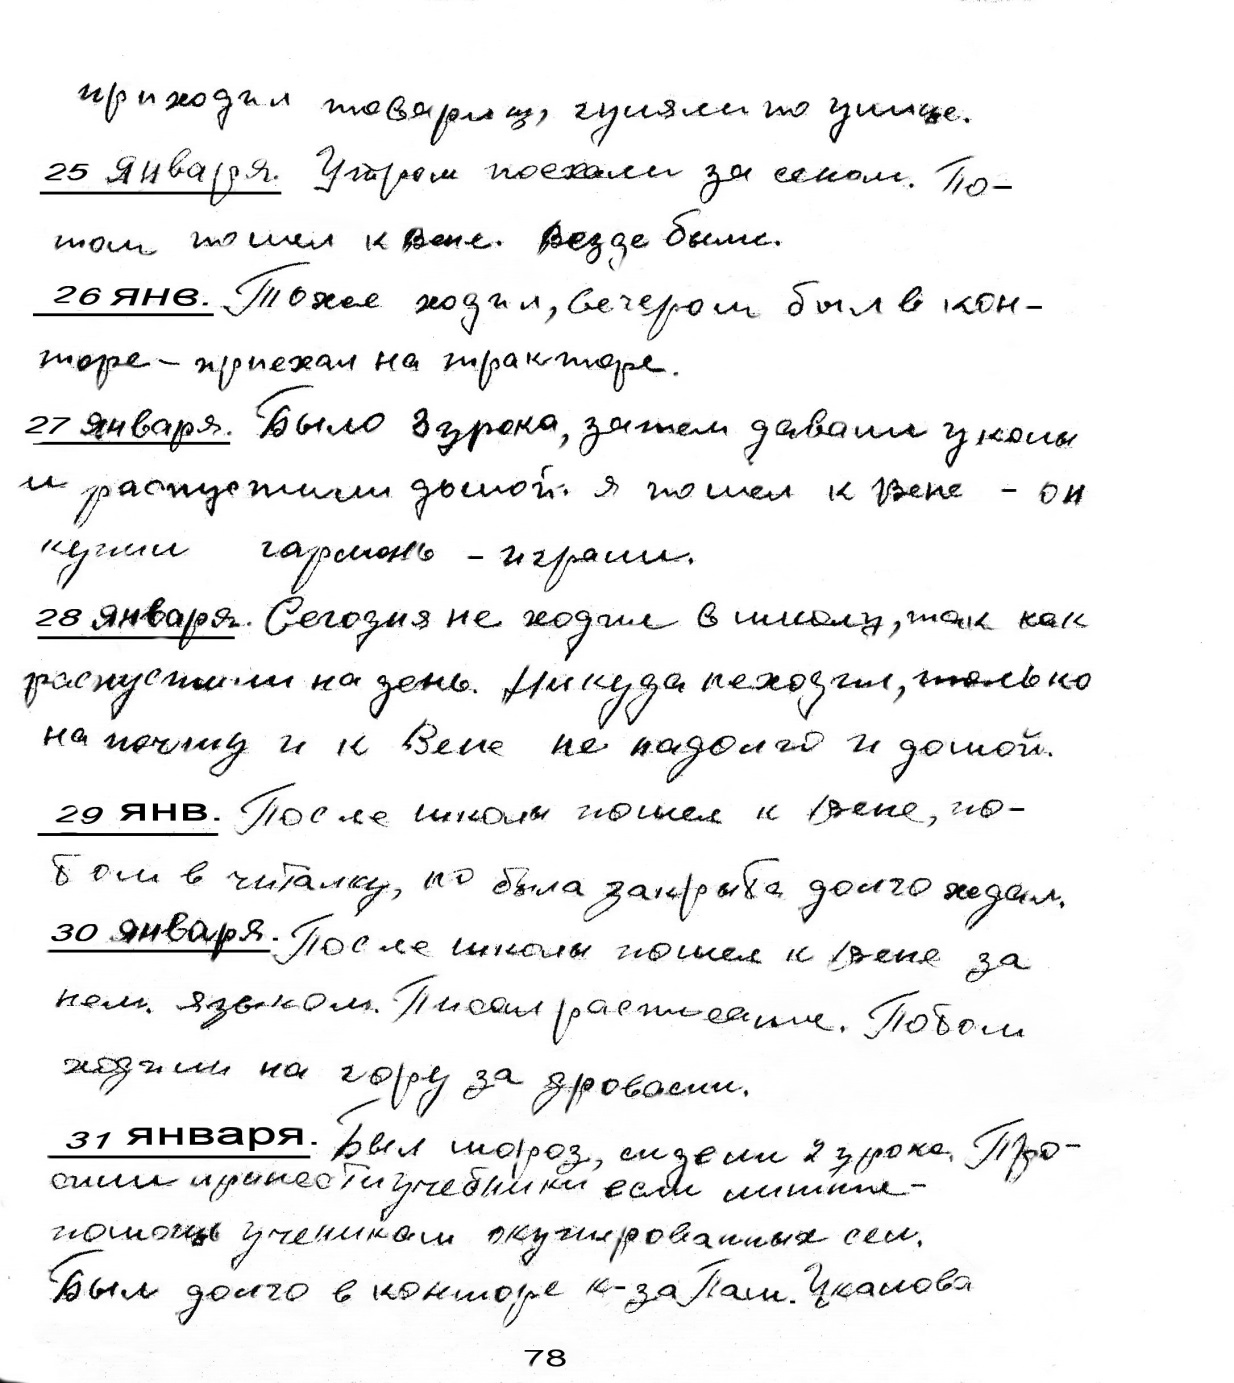 приходил товарищ, гуляли по улице.
25 января. Утром поехали за сеном. По-
том пошел к Вене. Везде были.
26 янв. Тоже ходил, вечером был в кон-
торе – приехал на тракторе.
27 января. Было 3 урока, затем давали уколы
и распустили домой. я пошел к Вене – он
купил гармонь – играли.
28 января. Сегодня не ходил в школу, так как
распустили на день. Никуда не ходил, только
на почту и к Вене не надолго и домой.
29 янв. После школы пошел к Вене, по-
том в читалку, но была закрыта долго ждал.
30 января. После школы пошел к Вене за
нем. языком. Писал расписание. Потом
ходили на гору за дровами.
31 января. Был мороз, сидели 2 урока. Про-
сили принести учебники если лишние –
помощь ученикам окупированных сел.
Был долго в конторе к-за Пам. Чкалова
78